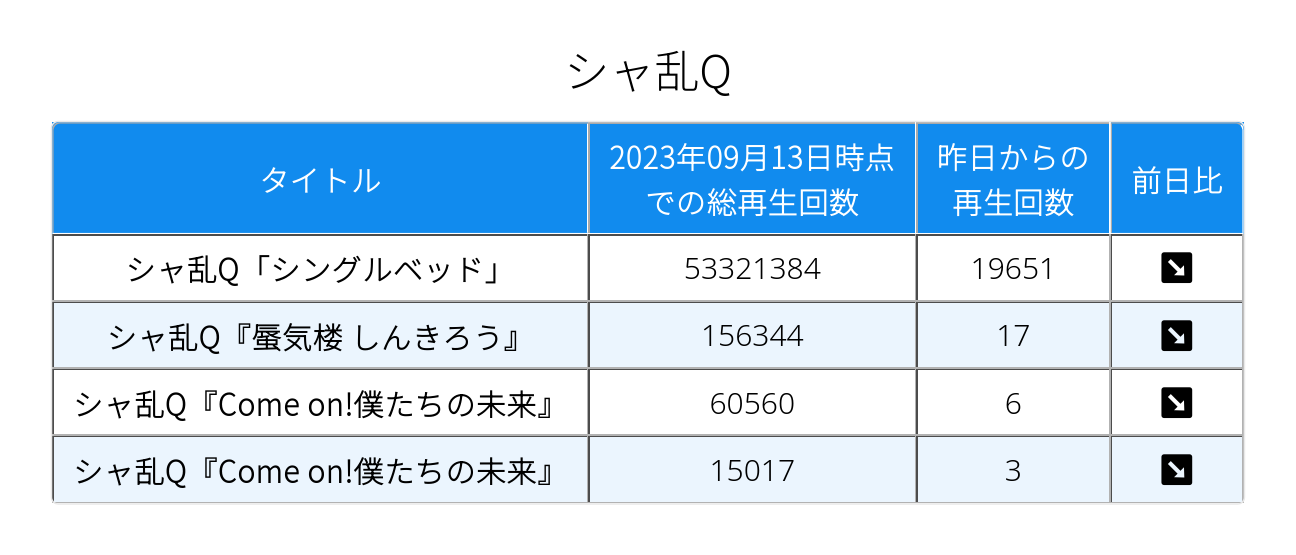 シャ乱Q
タイトル
2023年09月13日時点
での総再生回数
昨日からの
再生回数
前日比
シャ乱Q「シングルベッド」 53321384 19651 ↘
シャ乱Q『蜃気楼 しんきろう』 156344 17 ↘
シャ乱Q『Come on!僕たちの未来』 60560 6 ↘
シャ乱Q『Come on!僕たちの未来』 15017 3 ↘